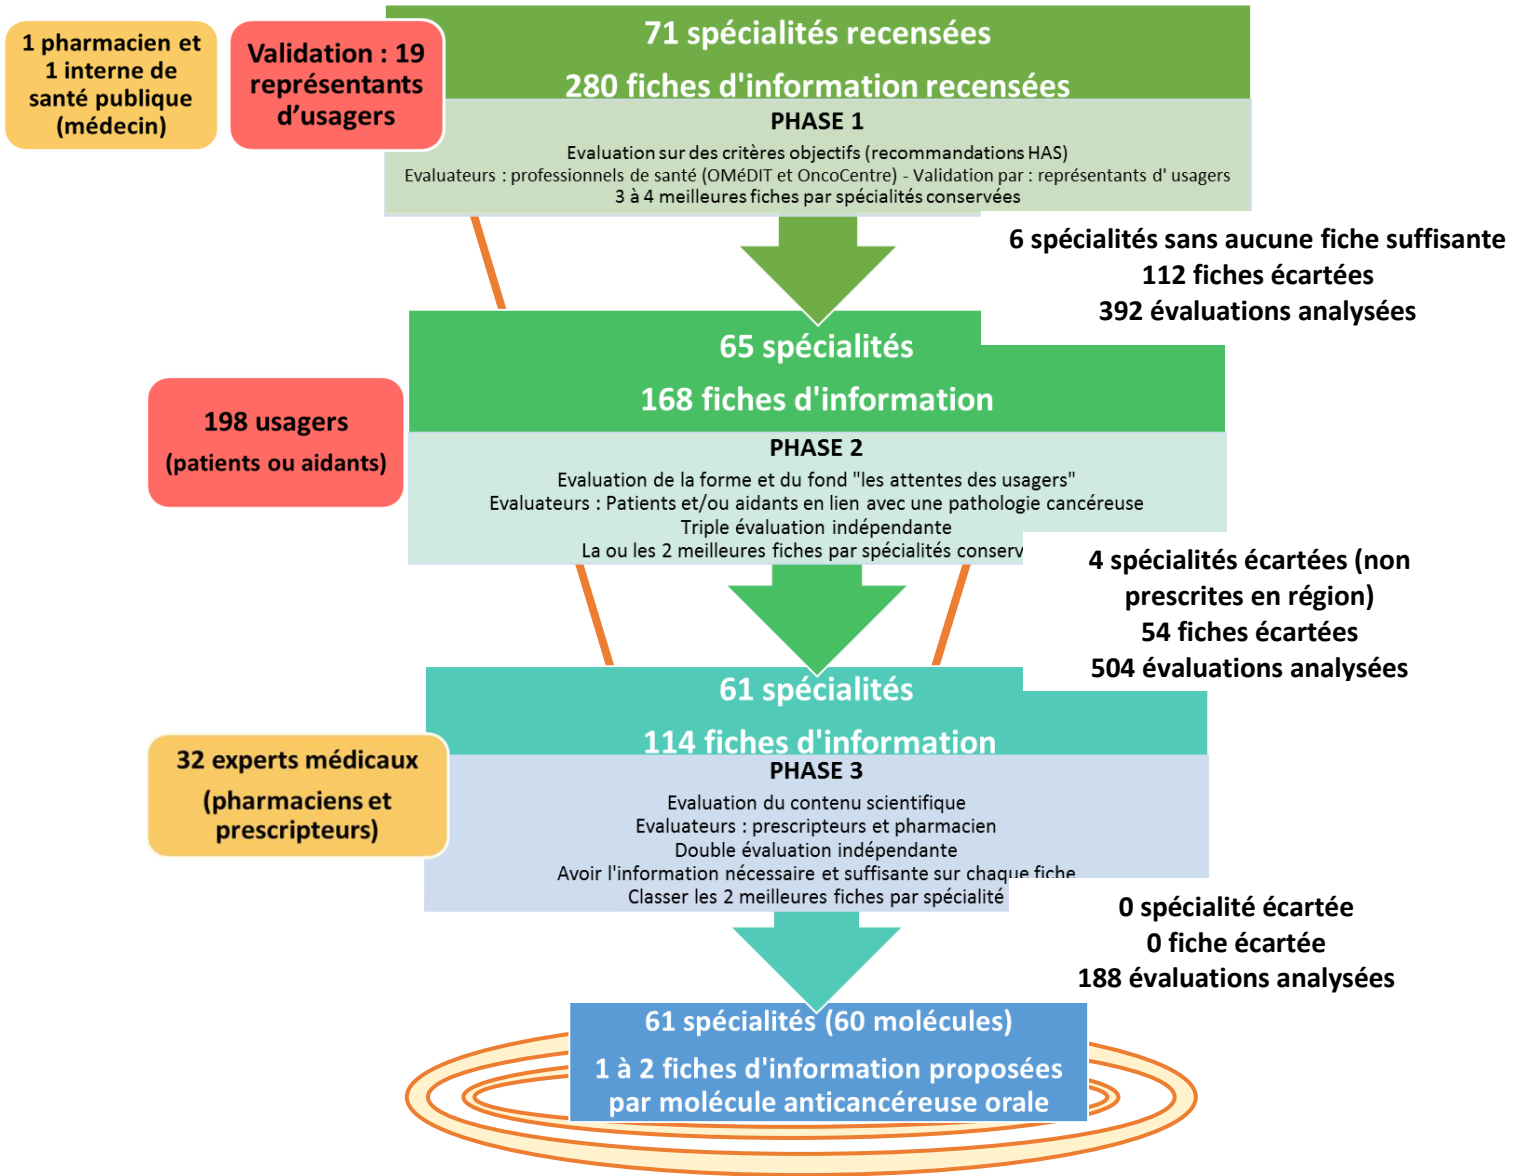 1 pharmacien et
1 interne de
santé publique
(médecin)
Validation : 19
représentants
d’usagers
71 spécialités recensées
280 fiches d'information recensées
PHASE 1
Evaluation sur des critères objectifs (recommandations HAS)
Evaluateurs : professionnels de santé (OMéDIT et OncoCentre) - Validation par : représentants d' usagers
3 à 4 meilleures fiches par spécialités conservées
6 spécialités sans aucune fiche suffisante
112 fiches écartées
392 évaluations analysées
65 spécialités
168 fiches d'information
198 usagers
(patients ou aidants)
PHASE 2
Evaluation de la forme et du fond "les attentes des usagers"
Evaluateurs : Patients et/ou aidants en lien avec une pathologie cancéreuse
Triple évaluation indépendante
La ou les 2 meilleures fiches par spécialités conserv
4 spécialités écartées (non
prescrites en région)
54 fiches écartées
504 évaluations analysées
61 spécialités
114 fiches d'information
32 experts médicaux
(pharmaciens et
prescripteurs)
PHASE 3
Evaluation du contenu scientifique
Evaluateurs : prescripteurs et pharmacien
Double évaluation indépendante
Avoir l'information nécessaire et suffisante sur chaque fiche
Classer les 2 meilleures fiches par spécialité
0 spécialité écartée
0 fiche écartée
188 évaluations analysées
61 spécialités (60 molécules)
1 à 2 fiches d'information proposées
par molécule anticancéreuse orale